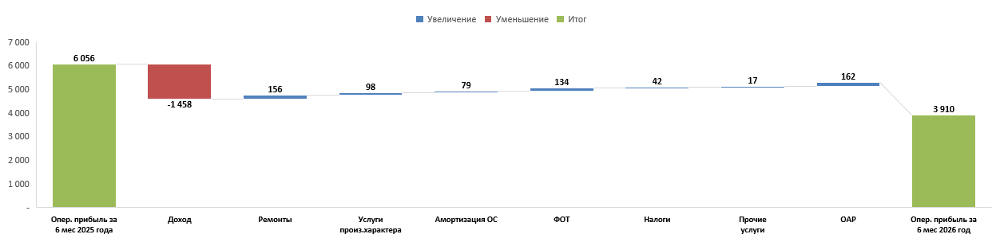 Увеличение Уменьшение Итог
7 000
6 000
5 000
4 000
3 000
2 000
1 000
-
6 056
-1 458
156
98
79
134
42
17
162
3 910
Опер. прибыль за
6 мес 2025 года
Доход
Ремонты
Услуги
произ.характера
Амортизация ОС
ФОТ
Налоги
Прочие
услуги
ОАР
Опер. прибыль за
6 мес 2026 год